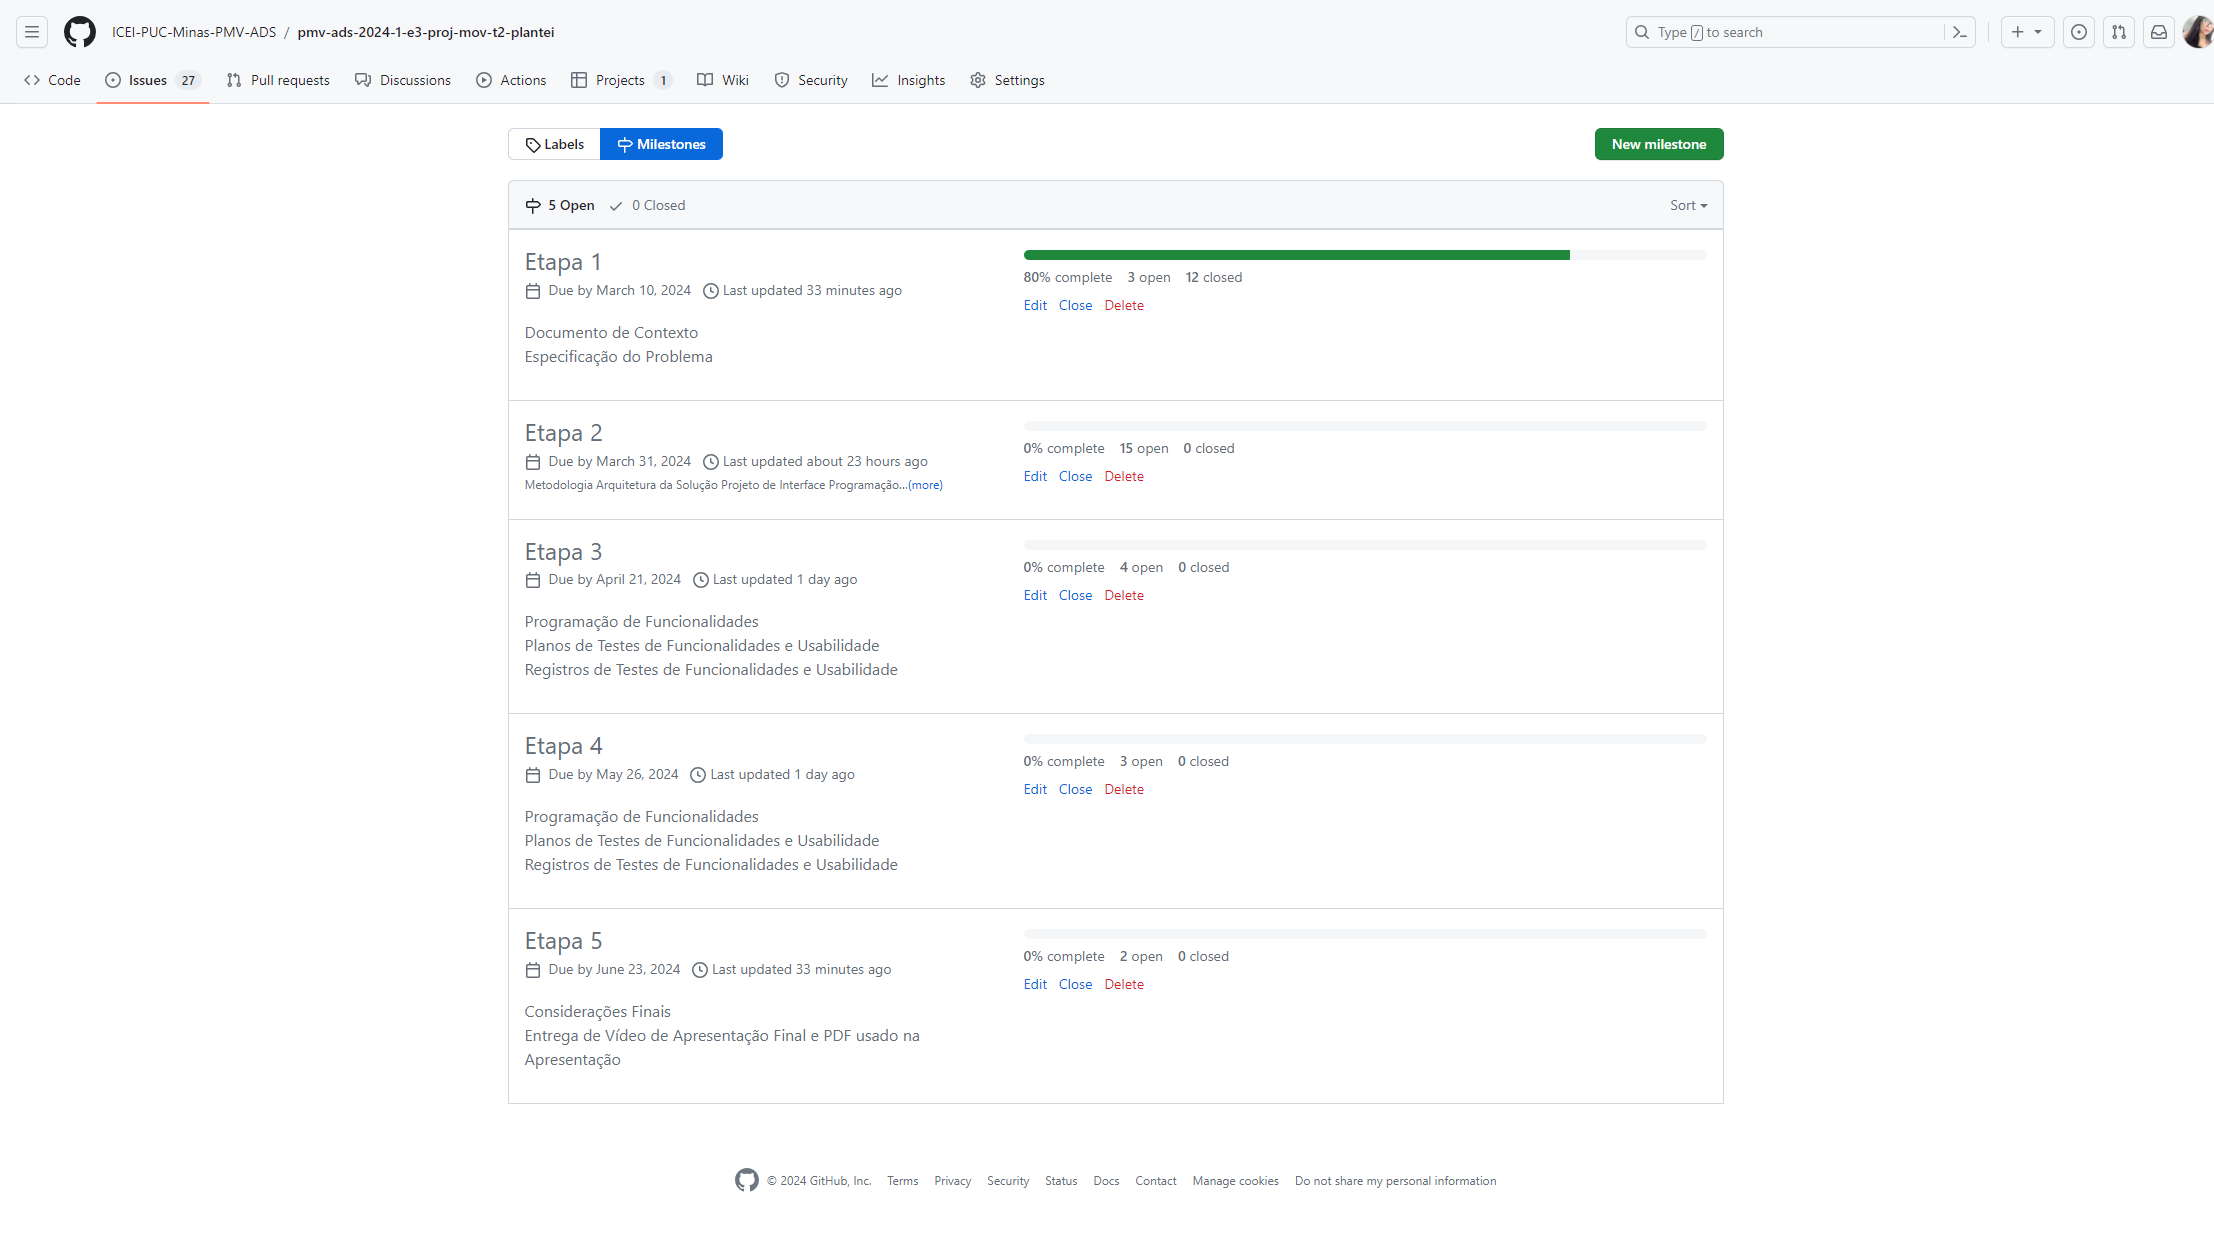 ICEI-PUC-Minas-PMV-ADS / pmv-ads-2024-1-e3-proj-mov-t2-plantei
Type / to search
Code Issues 27 Pull requests Discussions Actions Projects 1 Wiki Security Insights Settings
Labels Milestones New milestone
5 Open 0 Closed Sort
Etapa 1
80% complete 3 open 12 closed
Due by March 10, 2024 Last updated 33 minutes ago
Edit Close Delete
Documento de Contexto
Especificação do Problema
Etapa 2
0% complete 15 open 0 closed
Due by March 31, 2024 Last updated about 23 hours ago
Edit Close Delete
Metodologia Arquitetura da Solução Projeto de Interface Programação...(more)
Etapa 3
0% complete 4 open 0 closed
Due by April 21, 2024 Last updated 1 day ago
Edit Close Delete
Programação de Funcionalidades
Planos de Testes de Funcionalidades e Usabilidade
Registros de Testes de Funcionalidades e Usabilidade
Etapa 4
0% complete 3 open 0 closed
Due by May 26, 2024 Last updated 1 day ago
Edit Close Delete
Programação de Funcionalidades
Planos de Testes de Funcionalidades e Usabilidade
Registros de Testes de Funcionalidades e Usabilidade
Etapa 5
0% complete 2 open 0 closed
Due by June 23, 2024 Last updated 33 minutes ago
Edit Close Delete
Considerações Finais
Entrega de Vídeo de Apresentação Final e PDF usado na
Apresentação
© 2024 GitHub, Inc. Terms Privacy Security Status Docs Contact Manage cookies Do not share my personal information